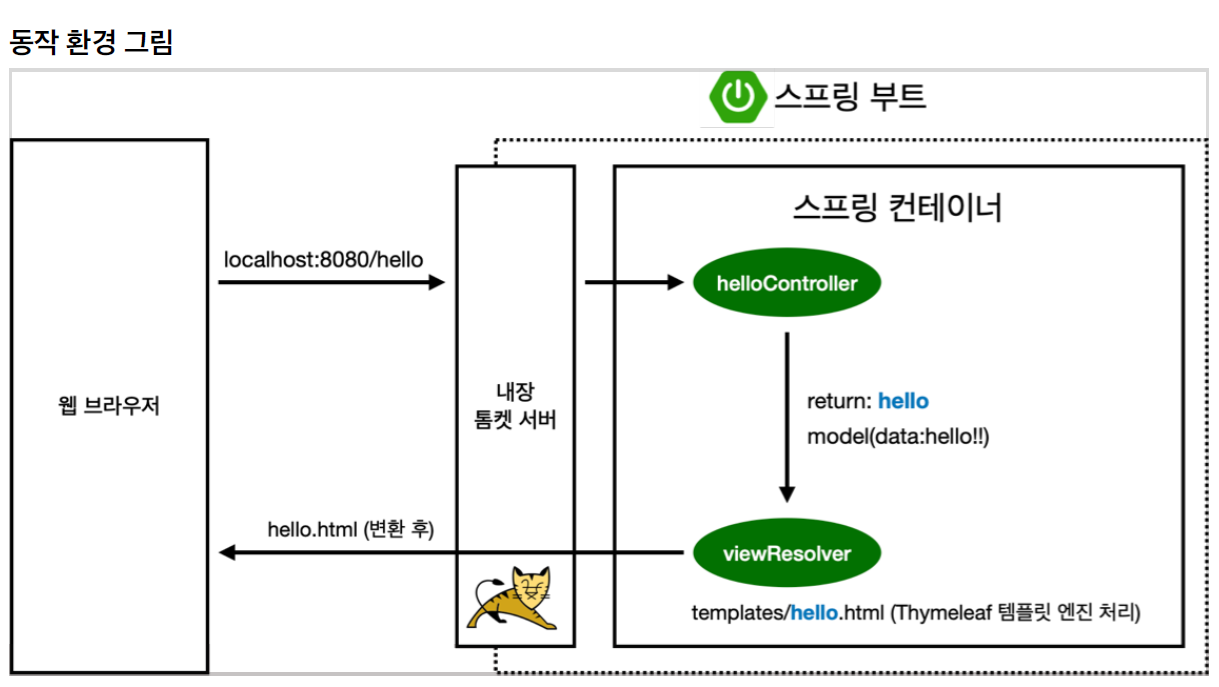 동작 환경 그림
스프링 부트
스프링 컨테이너
localhost:8080/hello
helloController
웹 브라우저
내장
톰켓 서버
return: hello
model(data:hello!!)
hello.html (변환 후)
viewResolver
templates/hello.html (Thymeleaf 템플릿 엔진 처리)